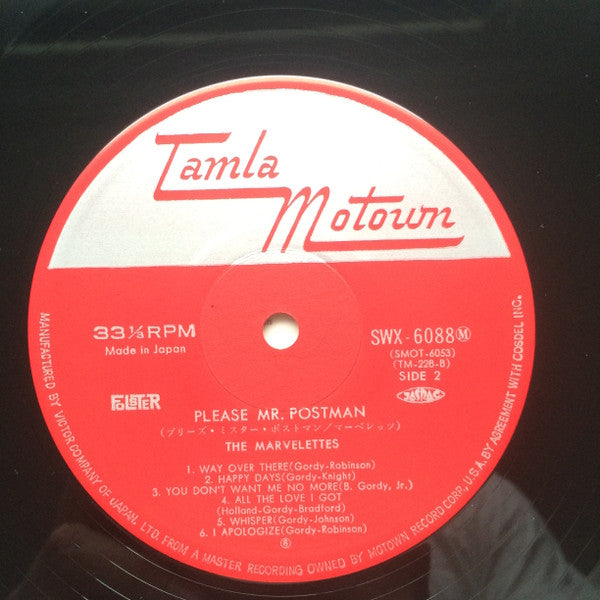 Tamla
Motown
33⅓RPM
Made in Japan
SWX-6088Ⓜ
(SMOT-6053)
(TM-228-B)
SIDE 2
JASRAC
FOLSTER
PLEASE MR. POSTMAN
(プリーズ・ミスター・ポストマン/マーベレッツ)
THE MARVELETTES
1. WAY OVER THERE(Gordy-Robinson)
2. HAPPY DAYS(Gordy-Knight)
3. YOU DON'T WANT ME NO MORE(B. Gordy, Jr.)
4. ALL THE LOVE I GOT
(Holland-Gordy-Bradford)
5. WHISPER(Gordy-Johnson)
6. I APOLOGIZE(Gordy-Robinson)
MANUFACTURED BY VICTOR COMPANY OF JAPAN, LTD. FROM A MASTER RECORDING OWNED BY MOTOWN RECORD CORP., U.S.A. BY AGREEMENT WITH COSDEL INC.